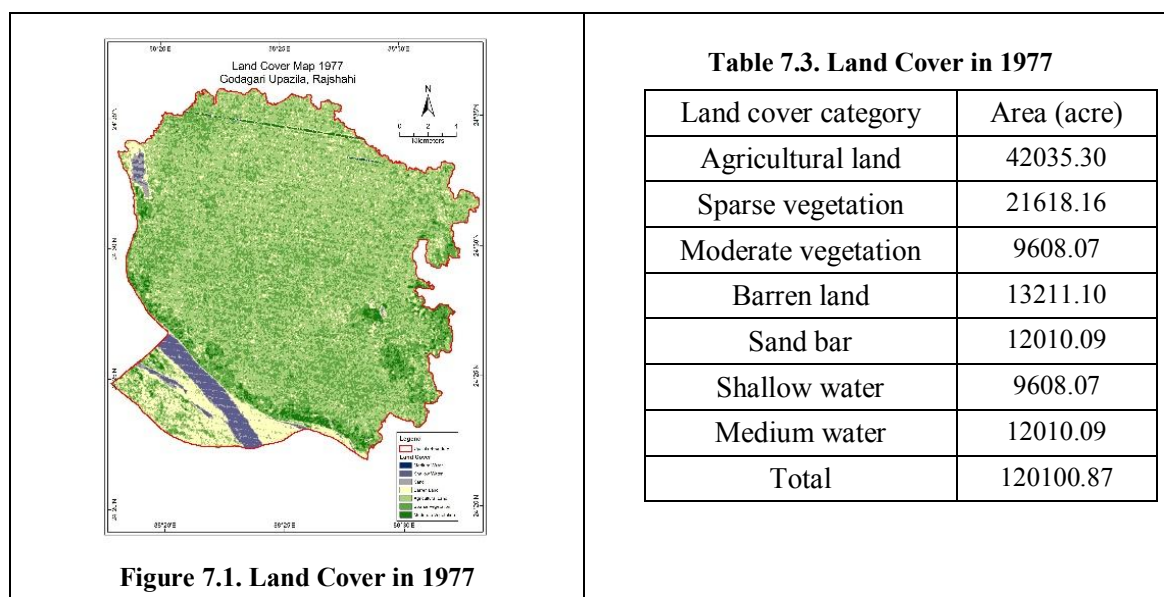 Land Cover Map 1977
Godagari Upazila, Rajshahi
N
0 2 4
Kilometers
Legend
Land Cover
Figure 7.1. Land Cover in 1977
Table 7.3. Land Cover in 1977
Land cover category Area (acre)
Agricultural land 42035.30
Sparse vegetation 21618.16
Moderate vegetation 9608.07
Barren land 13211.10
Sand bar 12010.09
Shallow water 9608.07
Medium water 12010.09
Total 120100.87